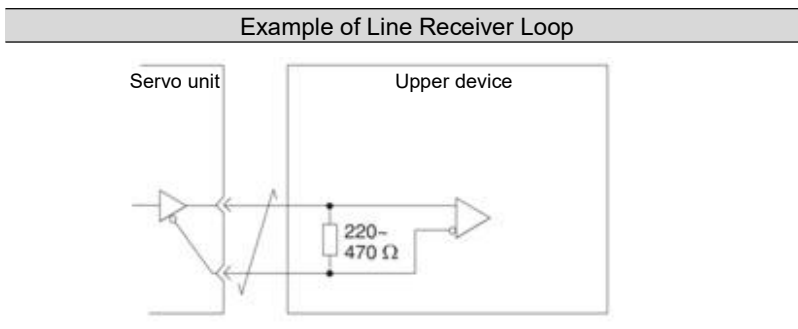 Example of Line Receiver Loop
Servo unit
Upper device
220~
470 Ω